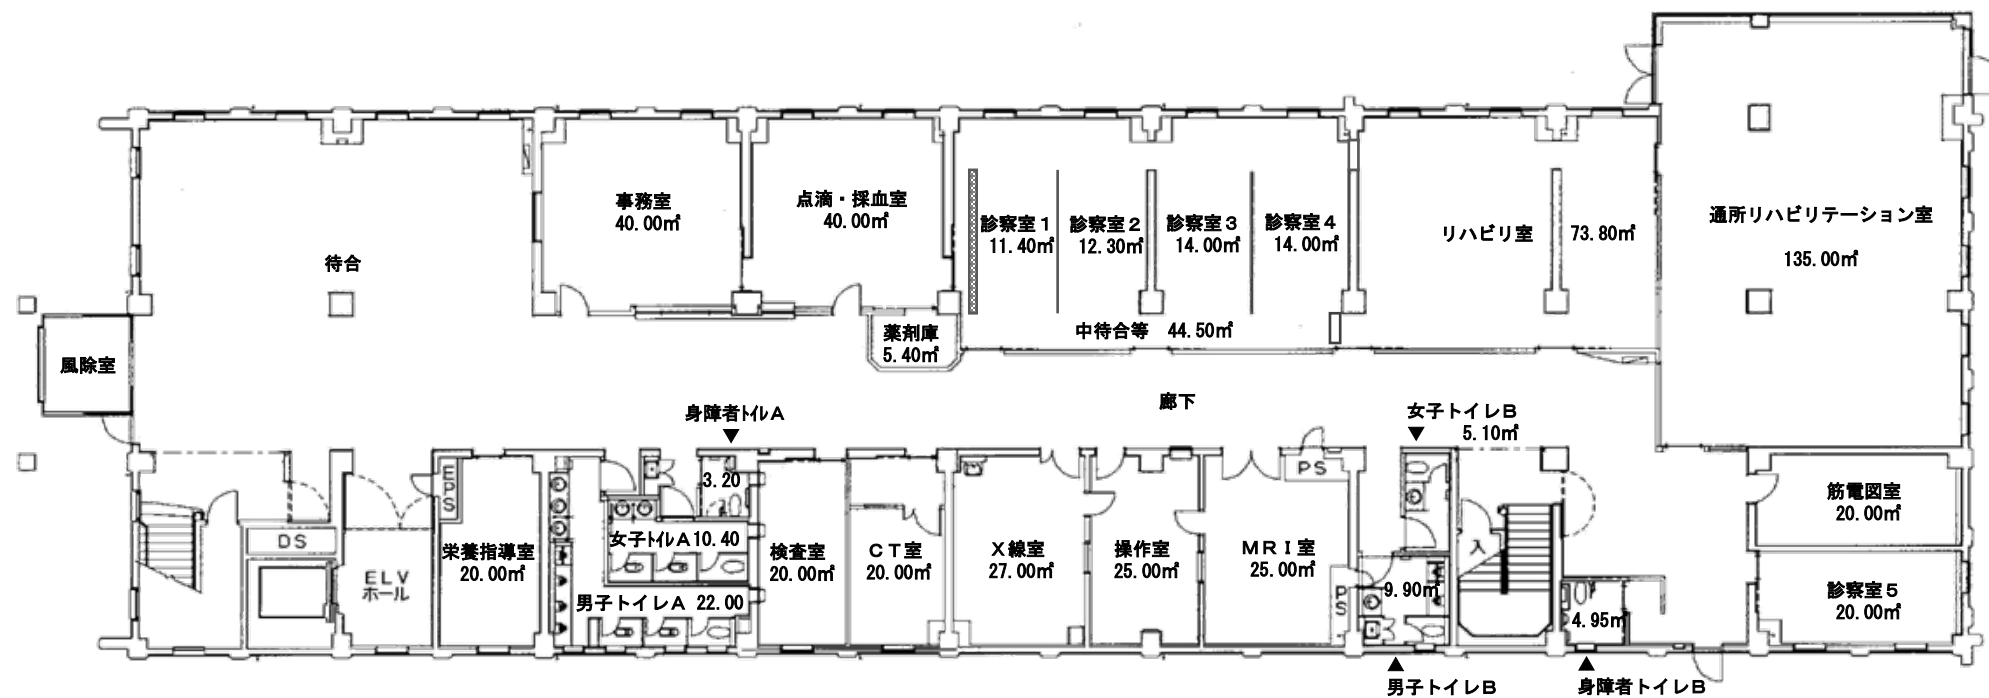 事務室
40.00㎡
点滴・採血室
40.00㎡
診察室１
11.40㎡
診察室２
12.30㎡
診察室３
14.00㎡
診察室４
14.00㎡
リハビリ室 73.80㎡
通所リハビリテーション室
135.00㎡
待合
中待合等 44.50㎡
薬剤庫
5.40㎡
風除室
廊下
身障者ﾄｲﾚA
▼
女子トイレB
▼ 5.10㎡
EPS
3.20
PS
栄養指導室
20.00㎡
女子ﾄｲﾚA 10.40
検査室
20.00㎡
CT室
20.00㎡
X線室
27.00㎡
操作室
25.00㎡
MRI室
25.00㎡
入
筋電図室
20.00㎡
DS
ELV
ホール
男子トイレA 22.00
PS
9.90㎡
4.95㎡
診察室５
20.00㎡
▲
男子トイレB
▲
身障者トイレB